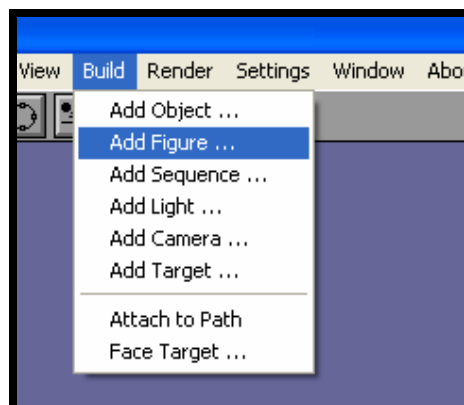 View Build Render Settings Window Abo
Add Object ...
Add Figure ...
Add Sequence ...
Add Light ...
Add Camera ...
Add Target ...
Attach to Path
Face Target ...